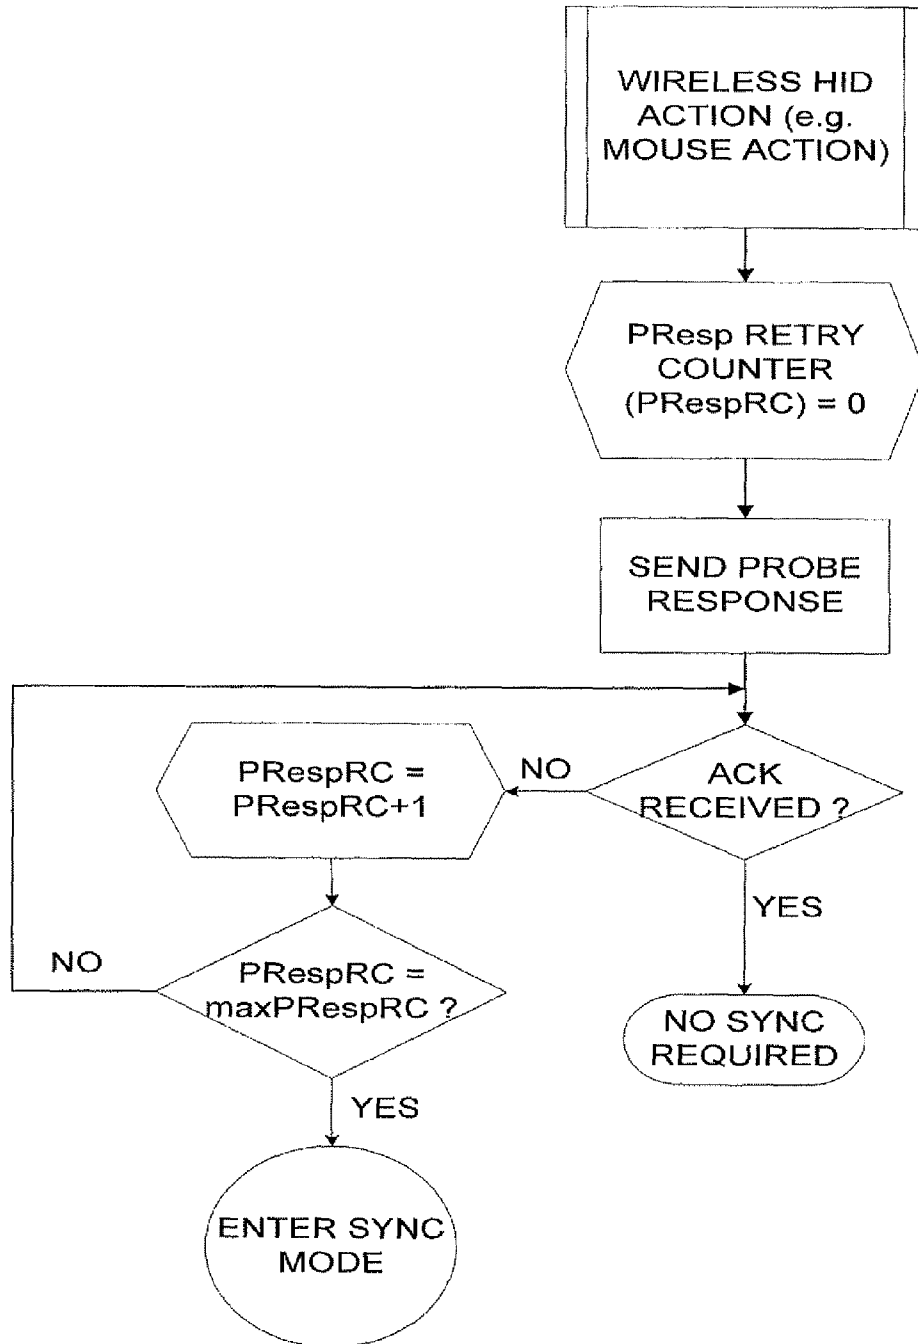 WIRELESS HID
ACTION (e.g.
MOUSE ACTION)
PResp RETRY
COUNTER
(PRespRC) = 0
SEND PROBE
RESPONSE
ACK
RECEIVED ?
NO
PRespRC =
PRespRC+1
YES
NO SYNC
REQUIRED
PRespRC =
maxPRespRC ?
NO
YES
ENTER SYNC
MODE